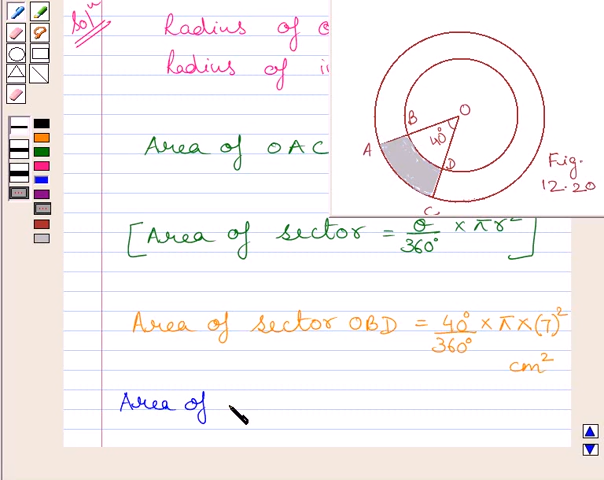 Solⁿ
Radius of o
Radius of i
Area of OAC
[Area of sector = θ/360° × πr²]
Area of sector OBD = 40°/360° × π × (7)²
cm²
Area of
O
B
40°
A
D
C
Fig.
12.20